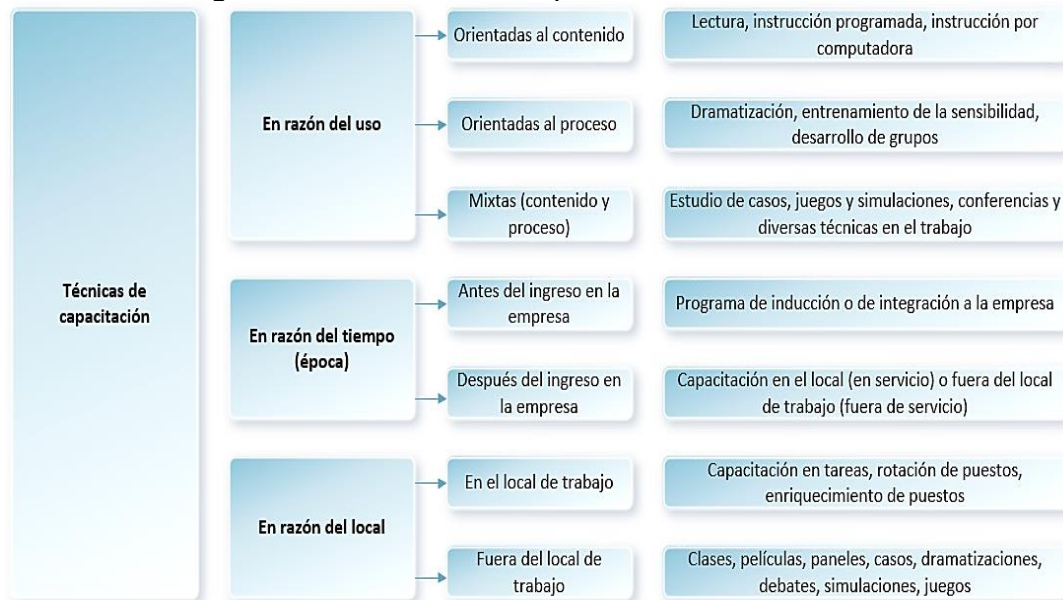 Técnicas de
capacitación
En razón del uso
Orientadas al contenido
Lectura, instrucción programada, instrucción por
computadora
Orientadas al proceso
Dramatización, entrenamiento de la sensibilidad,
desarrollo de grupos
Mixtas (contenido y
proceso)
Estudio de casos, juegos y simulaciones, conferencias y
diversas técnicas en el trabajo
En razón del tiempo
(época)
Antes del ingreso en la
empresa
Programa de inducción o de integración a la empresa
Después del ingreso en
la empresa
Capacitación en el local (en servicio) o fuera del local
de trabajo (fuera de servicio)
En razón del local
En el local de trabajo
Capacitación en tareas, rotación de puestos,
enriquecimiento de puestos
Fuera del local de
trabajo
Clases, películas, paneles, casos, dramatizaciones,
debates, simulaciones, juegos